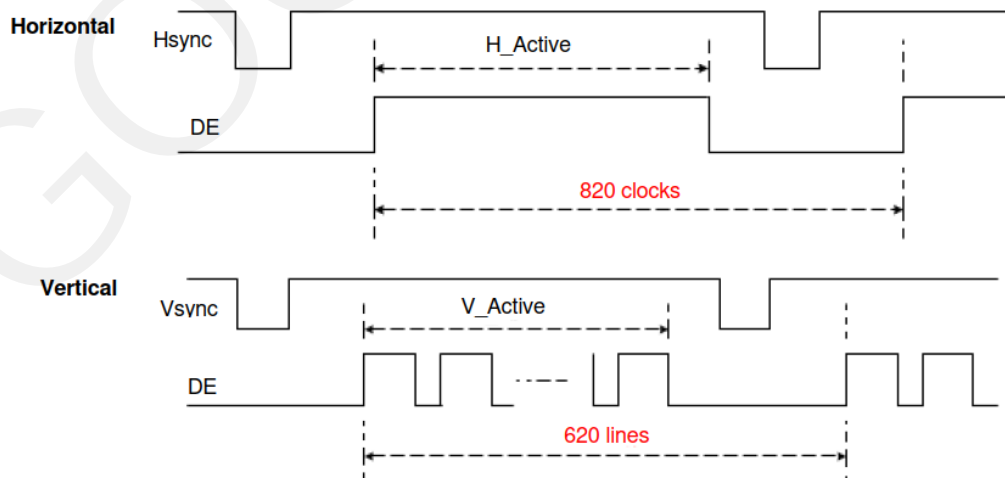 Horizontal
Hsync
H_Active
DE
820 clocks
Vertical
Vsync
V_Active
DE
620 lines